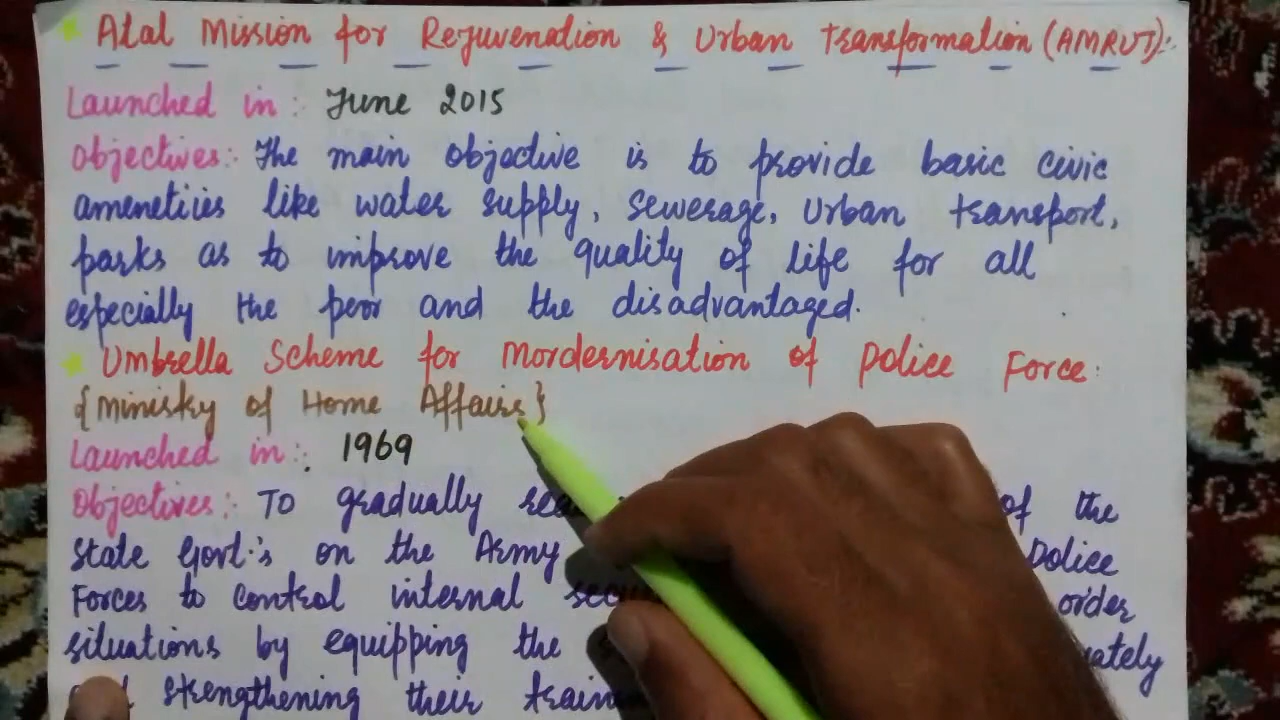 Atal Mission for Rejuvenation & Urban Transformation (AMRUT):-
Launched in: June 2015
Objectives:- The main objective is to provide basic civic
amenetiies like water supply, sewerage, Urban transport,
parks as to improve the quality of life for all
especially the poor and the disadvantaged.
Umbrella Scheme for Mordernisation of Police Force:
{Ministry of Home Affairs}
Launched in:- 1969
Objectives:- To gradually of the
State Govt.'s on the Army Police
Forces to control internal order
situations by equipping the
strengthening their